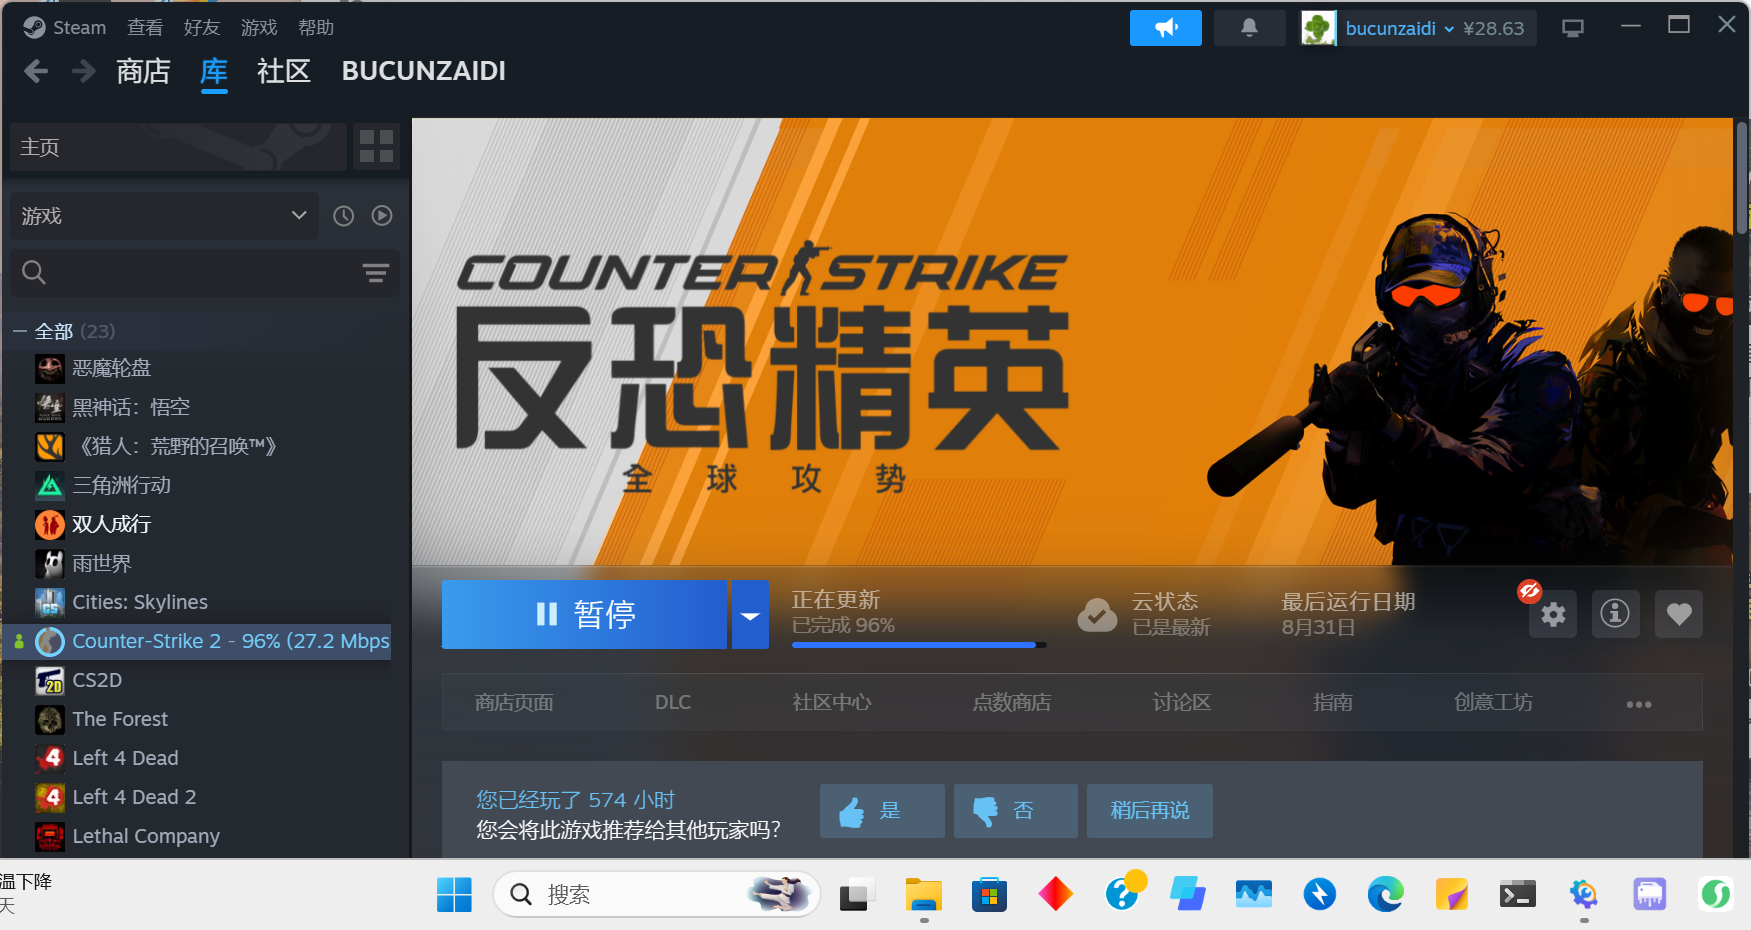 Steam 查看 好友 游戏 帮助 bucunzaidi ¥28.63
商店 库 社区 BUCUNZAIDI
主页
游戏
全部 (23)
恶魔轮盘
黑神话：悟空
《猎人：荒野的召唤™》
三角洲行动
双人成行
雨世界
Cities: Skylines
Counter-Strike 2 - 96% (27.2 Mbps
CS2D
The Forest
Left 4 Dead
Left 4 Dead 2
Lethal Company
COUNTER STRIKE
反恐精英
全球攻势
暂停
正在更新
已完成 96%
云状态
已是最新
最后运行日期
8月31日
商店页面 DLC 社区中心 点数商店 讨论区 指南 创意工坊
您已经玩了 574 小时
您会将此游戏推荐给其他玩家吗？
是 否 稍后再说
温下降
天
搜索